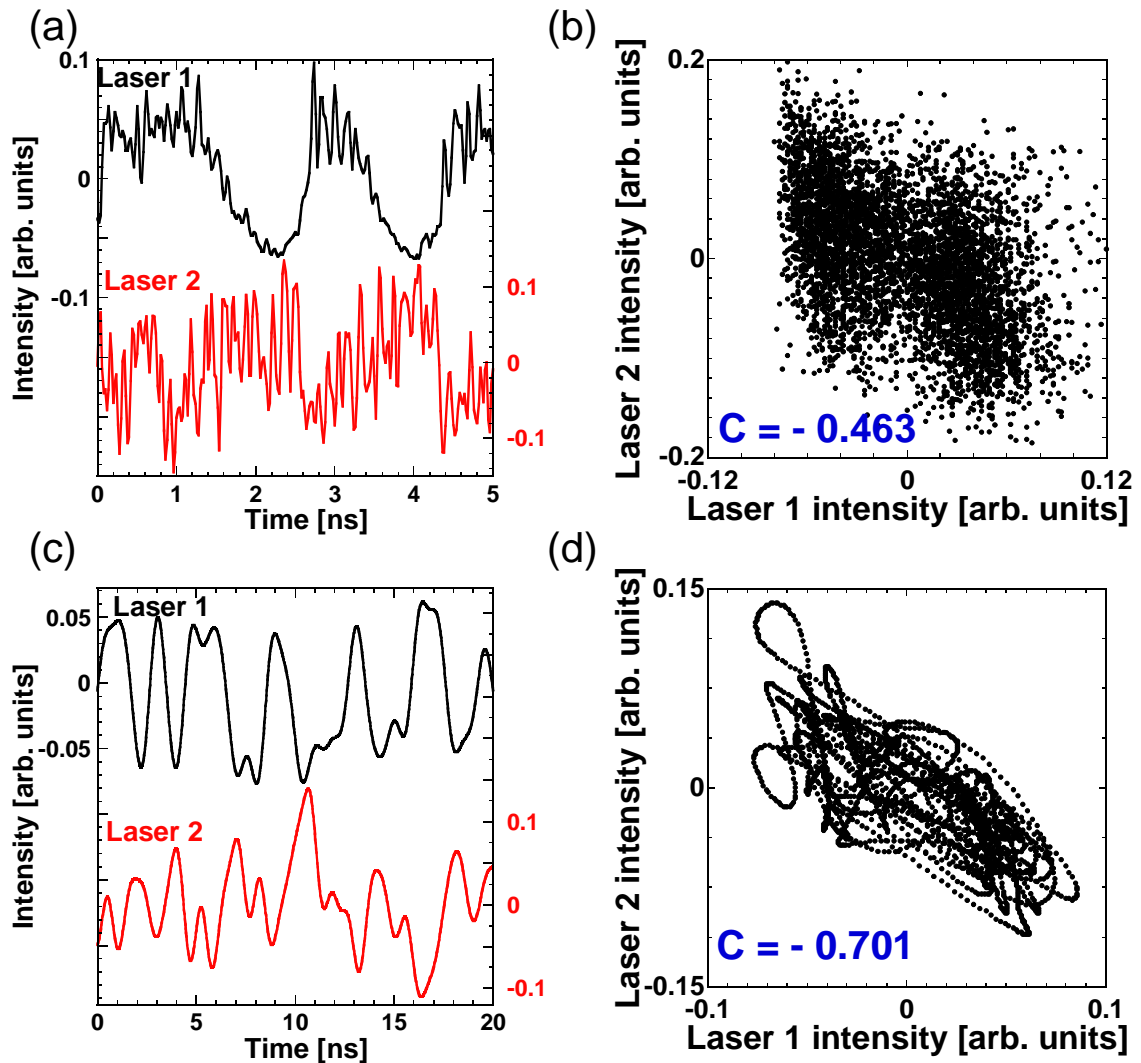 (a)
Intensity [arb. units]
0.1
0
-0.1
Laser 1
Laser 2
0.1
0
-0.1
0 1 2 3 4 5
Time [ns]
(b)
Laser 2 intensity [arb. units]
0.2
0
-0.2
C = - 0.463
-0.12 0 0.12
Laser 1 intensity [arb. units]
(c)
Intensity [arb. units]
0.05
0
-0.05
Laser 1
Laser 2
0.1
0
-0.1
0 5 10 15 20
Time [ns]
(d)
Laser 2 intensity [arb. units]
0.15
0
-0.15
C = - 0.701
-0.1 0 0.1
Laser 1 intensity [arb. units]